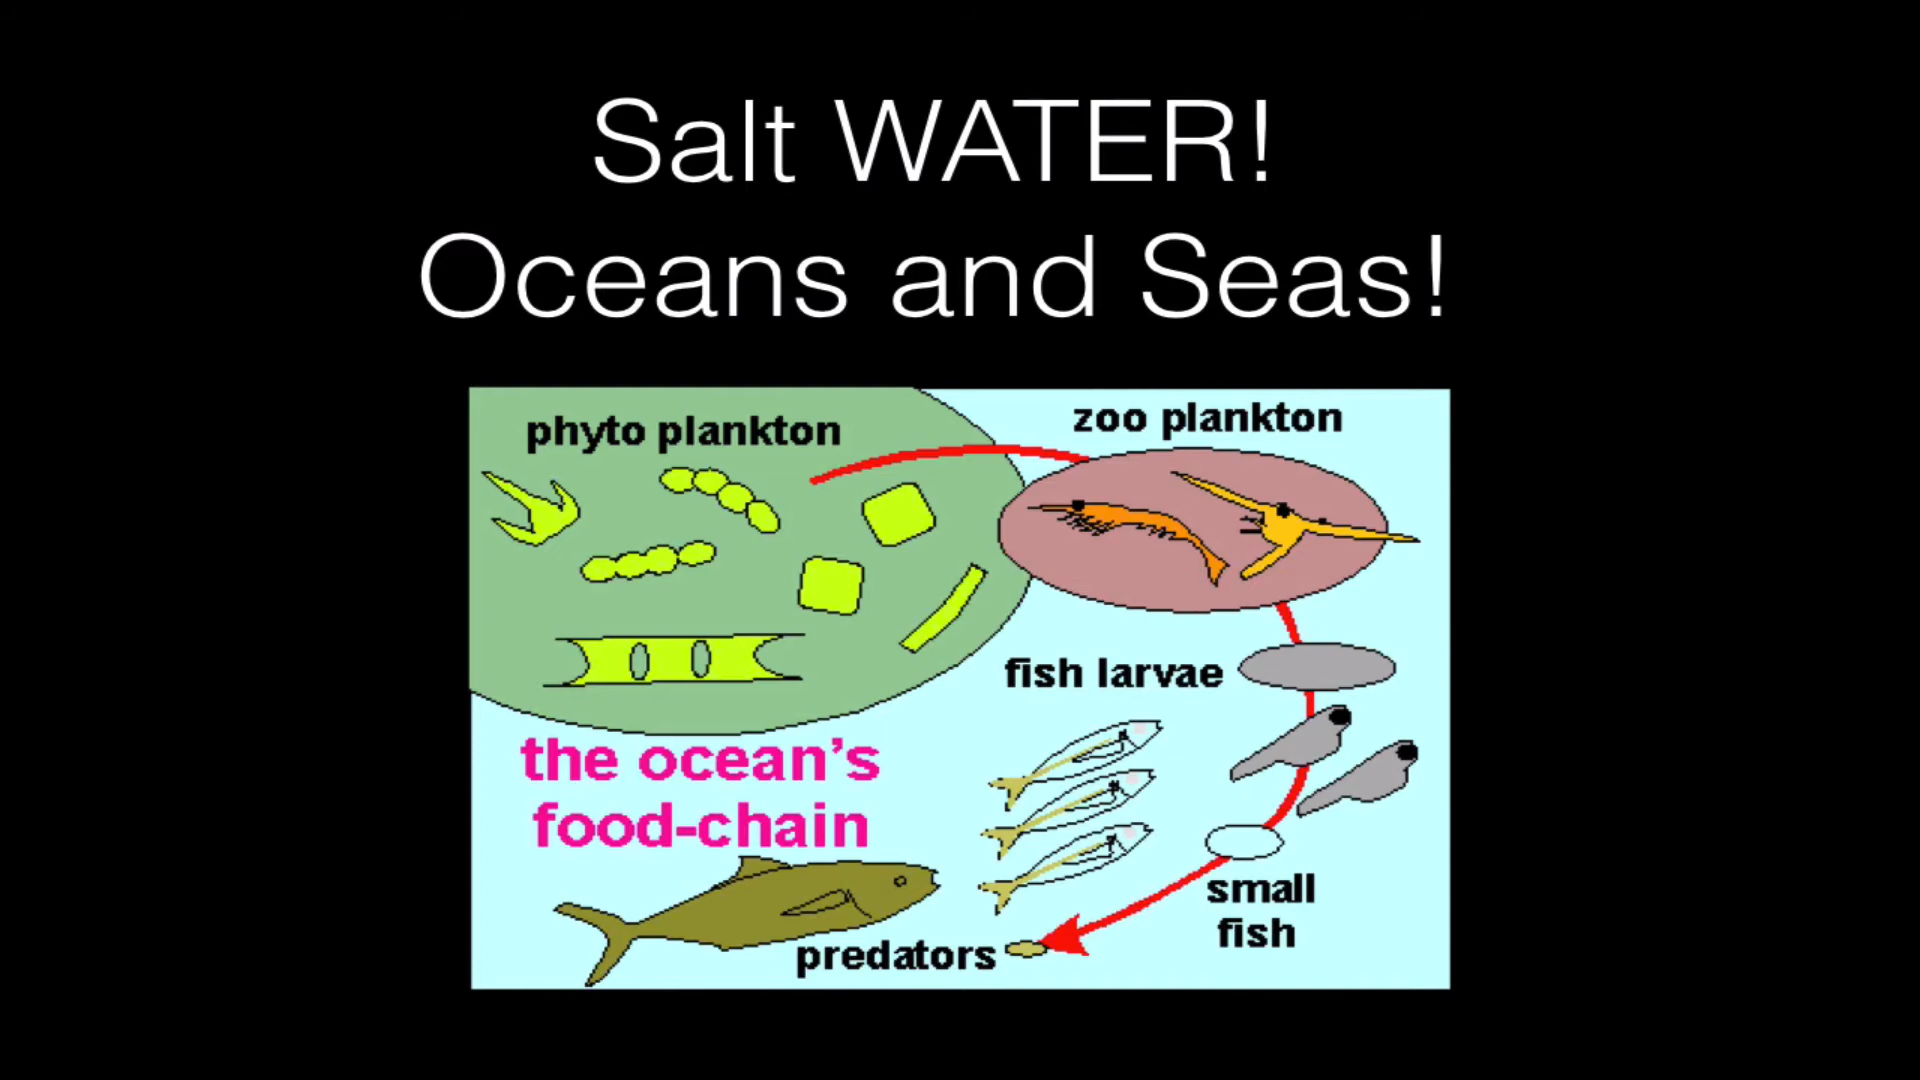 Salt WATER!
Oceans and Seas!
phyto plankton
zoo plankton
fish larvae
the ocean's
food-chain
small
fish
predators